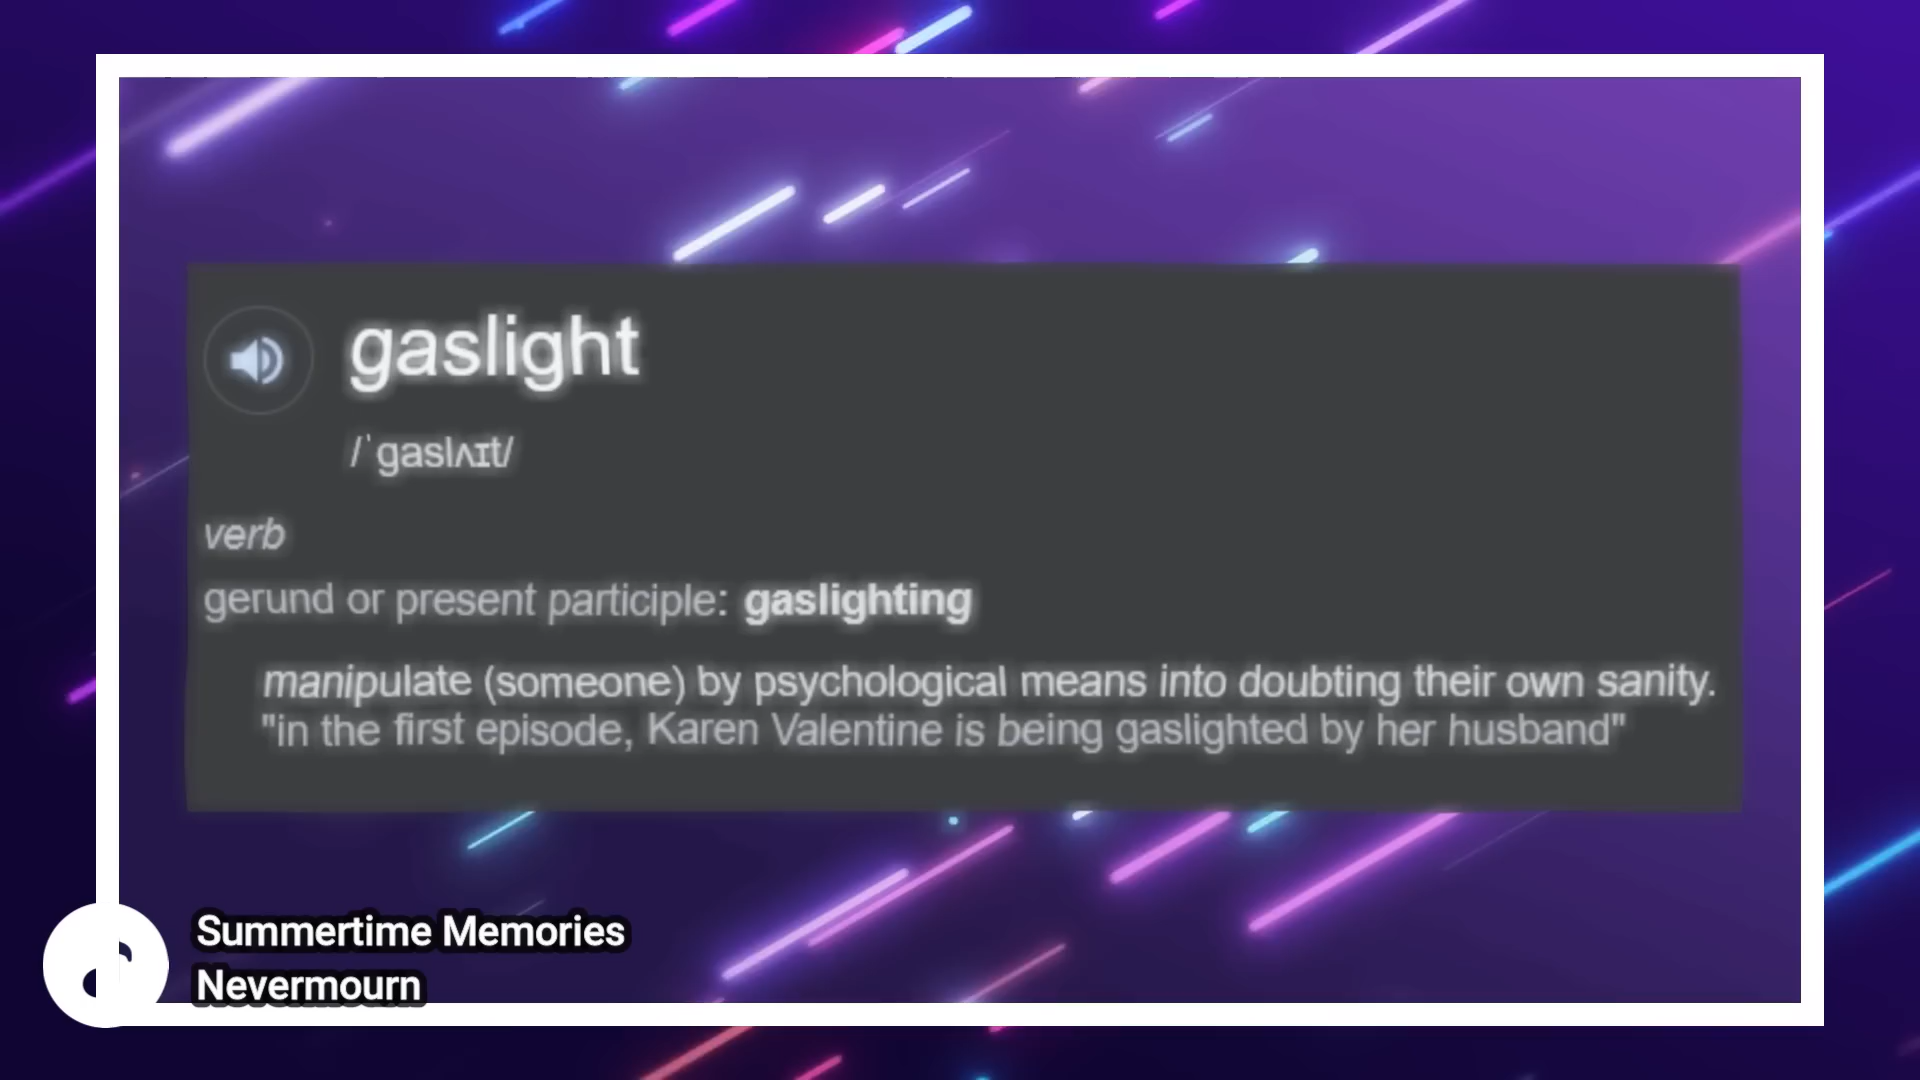 gaslight
/ˈɡaslʌɪt/
verb
gerund or present participle: gaslighting
manipulate (someone) by psychological means into doubting their own sanity.
"in the first episode, Karen Valentine is being gaslighted by her husband"
Summertime Memories
Nevermourn